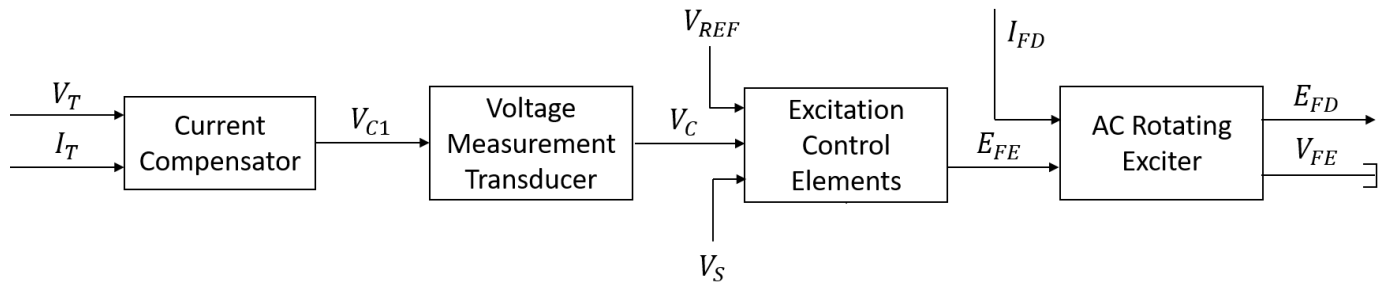 V_T
I_T
Current
Compensator
V_C1
Voltage
Measurement
Transducer
V_C
V_REF
V_S
Excitation
Control
Elements
E_FE
I_FD
AC Rotating
Exciter
E_FD
V_FE